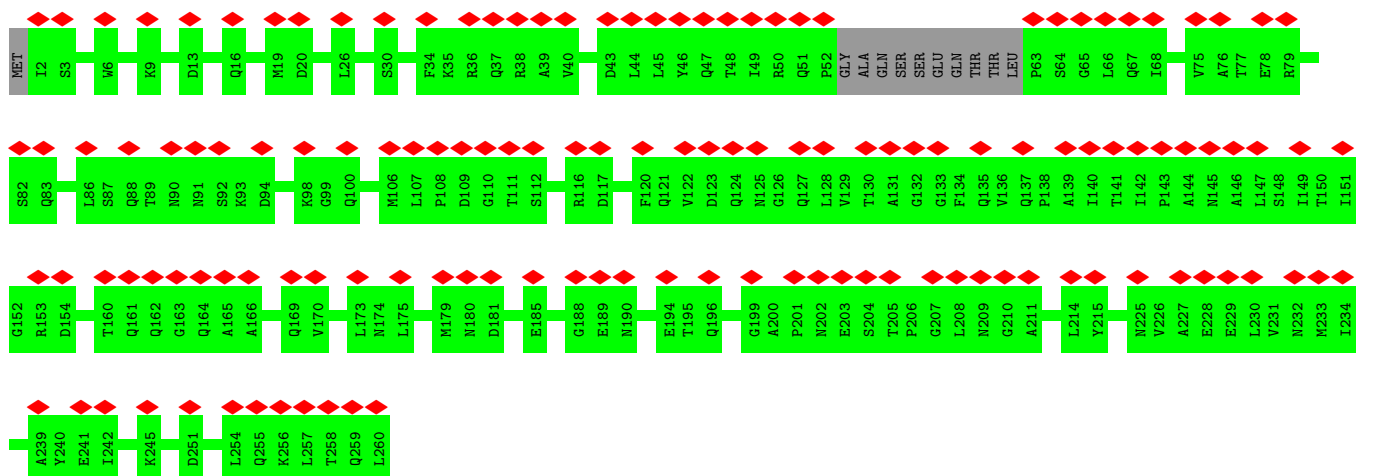 MET I2 S3 W6 K9 D13 Q16 M19 D20 L26 S30 F34 K35 R36 Q37 R38 A39 V40 D43 L44 L45 Y46 Q47 T48 I49 R50 Q51 P52 GLY ALA GLN SER SER GLU GLN THR THR LEU P63 S64 G65 L66 Q67 I68 V75 A76 T77 E78 R79
S82 Q83 L86 S87 Q88 T89 N90 N91 S92 K93 D94 K98 G99 Q100 M106 L107 P108 D109 G110 T111 S112 R116 D117 F120 Q121 V122 D123 Q124 N125 G126 Q127 L128 V129 T130 A131 G132 G133 F134 Q135 V136 Q137 P138 A139 I140 T141 I142 P143 A144 N145 A146 L147 S148 I149 T150 I151
G152 R153 D154 T160 Q161 Q162 G163 Q164 A165 A166 Q169 V170 L173 N174 L175 M179 N180 D181 E185 G188 E189 N190 E194 T195 Q196 G199 A200 P201 N202 E203 S204 T205 P206 G207 L208 N209 G210 A211 L214 Y215 N225 V226 A227 E228 E229 L230 V231 N232 M233 I234
A239 Y240 E241 I242 K245 D251 L254 Q255 K256 L257 T258 Q259 L260